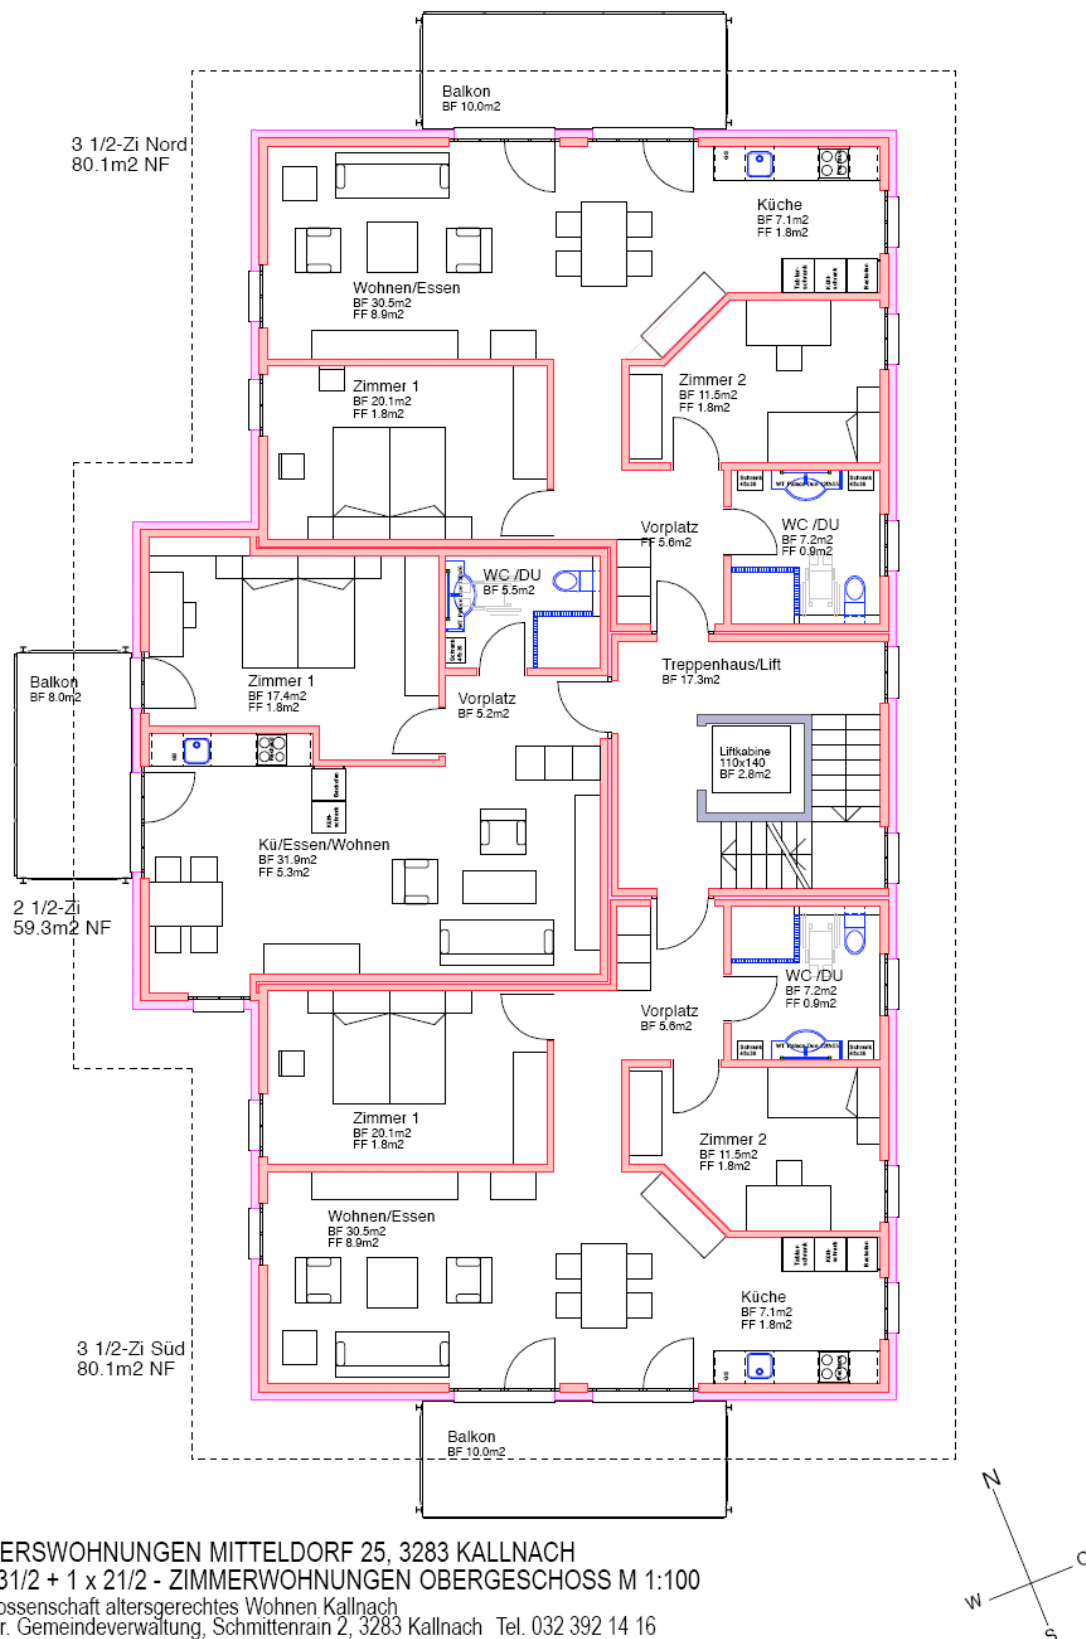 Balkon
BF 10.0m2
3 1/2-Zi Nord
80.1m2 NF
GS
Küche
BF 7.1m2
FF 1.8m2
Wohnen/Essen
BF 30.5m2
FF 8.9m2
Zimmer 1
BF 20.1m2
FF 1.8m2
Zimmer 2
BF 11.5m2
FF 1.8m2
Vorplatz
FF 5.6m2
WC /DU
BF 7.2m2
FF 0.9m2
WC /DU
BF 5.5m2
Balkon
BF 8.0m2
Zimmer 1
BF 17.4m2
FF 1.8m2
Vorplatz
BF 5.2m2
Treppenhaus/Lift
BF 17.3m2
Liftkabine
110x140
BF 2.8m2
GS
Kü/Essen/Wohnen
BF 31.9m2
FF 5.3m2
2 1/2-Zi
59.3m2 NF
WC /DU
BF 7.2m2
FF 0.9m2
Vorplatz
BF 5.6m2
Zimmer 1
BF 20.1m2
FF 1.8m2
Zimmer 2
BF 11.5m2
FF 1.8m2
Wohnen/Essen
BF 30.5m2
FF 8.9m2
Küche
BF 7.1m2
FF 1.8m2
3 1/2-Zi Süd
80.1m2 NF
GS
Balkon
BF 10.0m2
N
O
W
S
ERSWOHNUNGEN MITTELDORF 25, 3283 KALLNACH
31/2 + 1 x 21/2 - ZIMMERWOHNUNGEN OBERGESCHOSS M 1:100
ossenschaft altersgerechtes Wohnen Kallnach
r. Gemeindeverwaltung, Schmittenrain 2, 3283 Kallnach Tel. 032 392 14 16